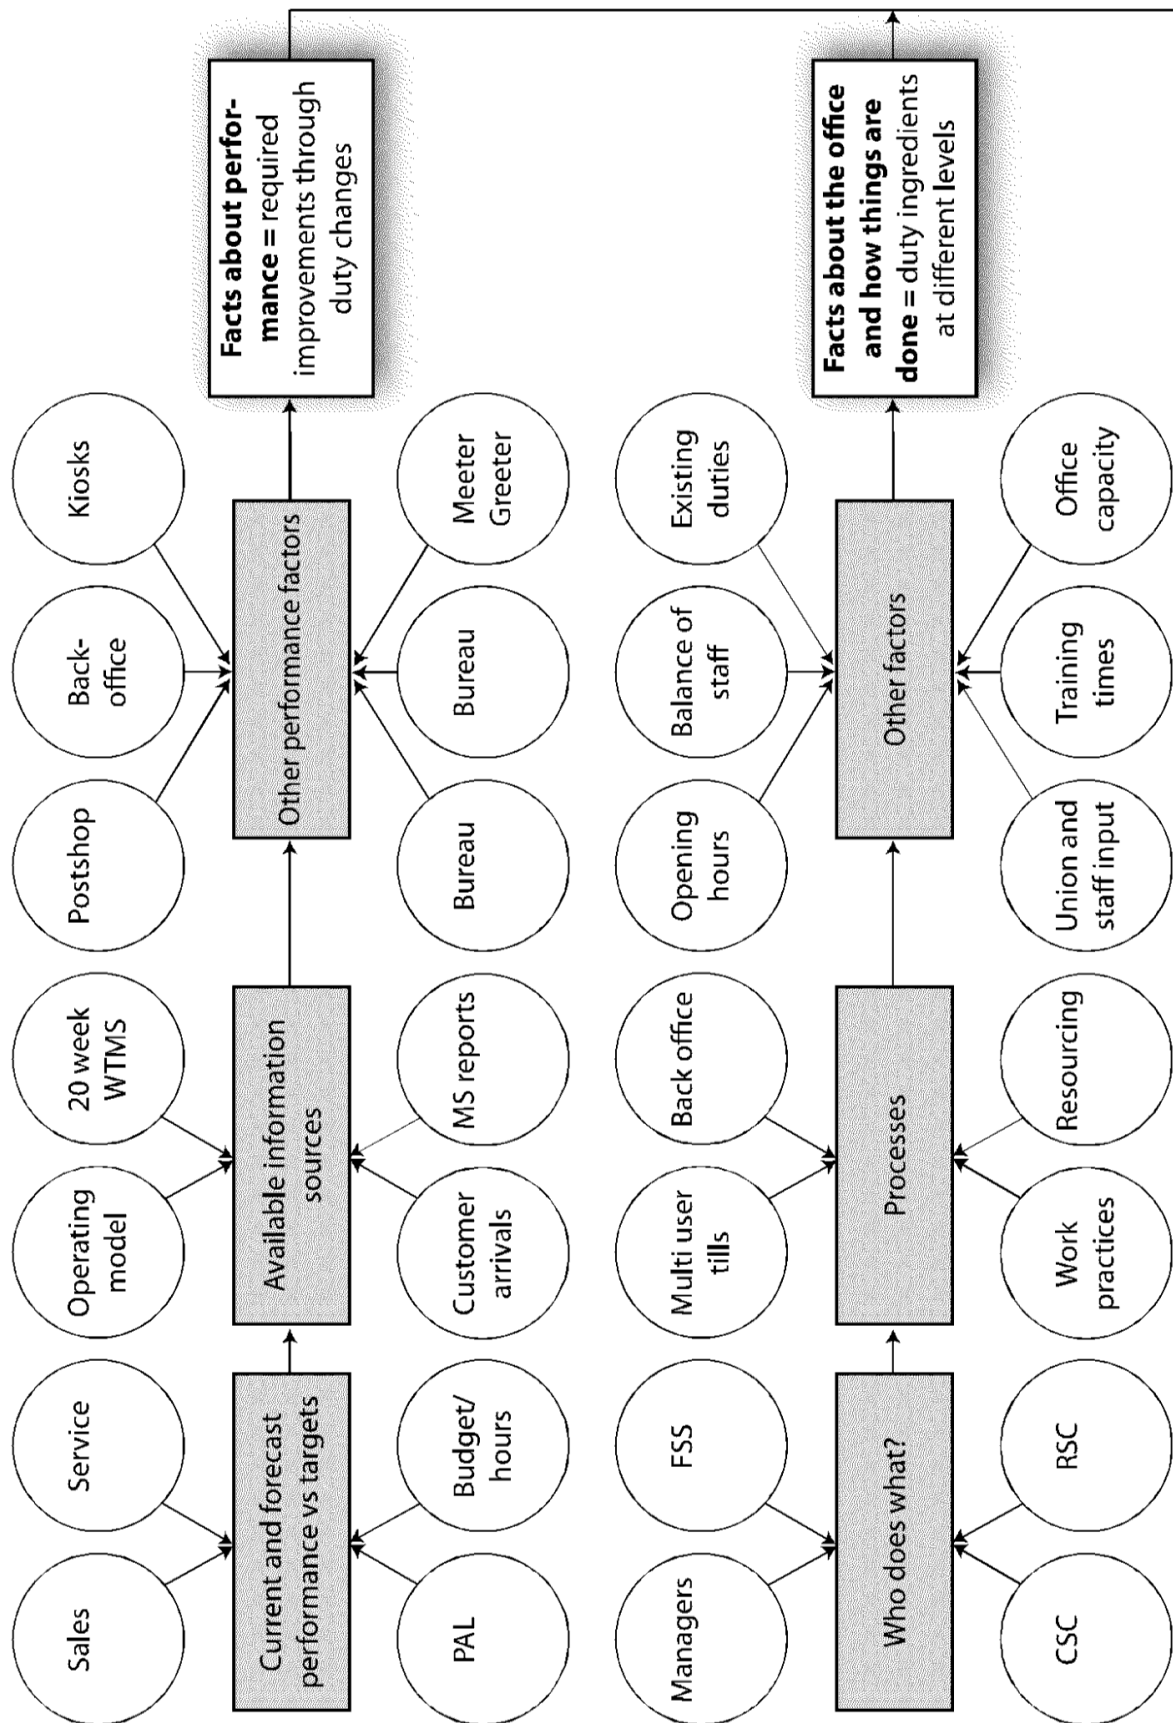 Sales
Service
Operating
model
20 week
WTMS
Postshop
Back-
office
Kiosks
Current and forecast
performance vs targets
Available information
sources
Other performance factors
Facts about perfor-
mance = required
improvements through
duty changes
PAL
Budget/
hours
Customer
arrivals
MS reports
Bureau
Bureau
Meeter
Greeter
Managers
FSS
Multi user
tills
Back office
Opening
hours
Balance of
staff
Existing
duties
Who does what?
Processes
Other factors
Facts about the office
and how things are
done = duty ingredients
at different levels
CSC
RSC
Work
practices
Resourcing
Union and
staff input
Training
times
Office
capacity